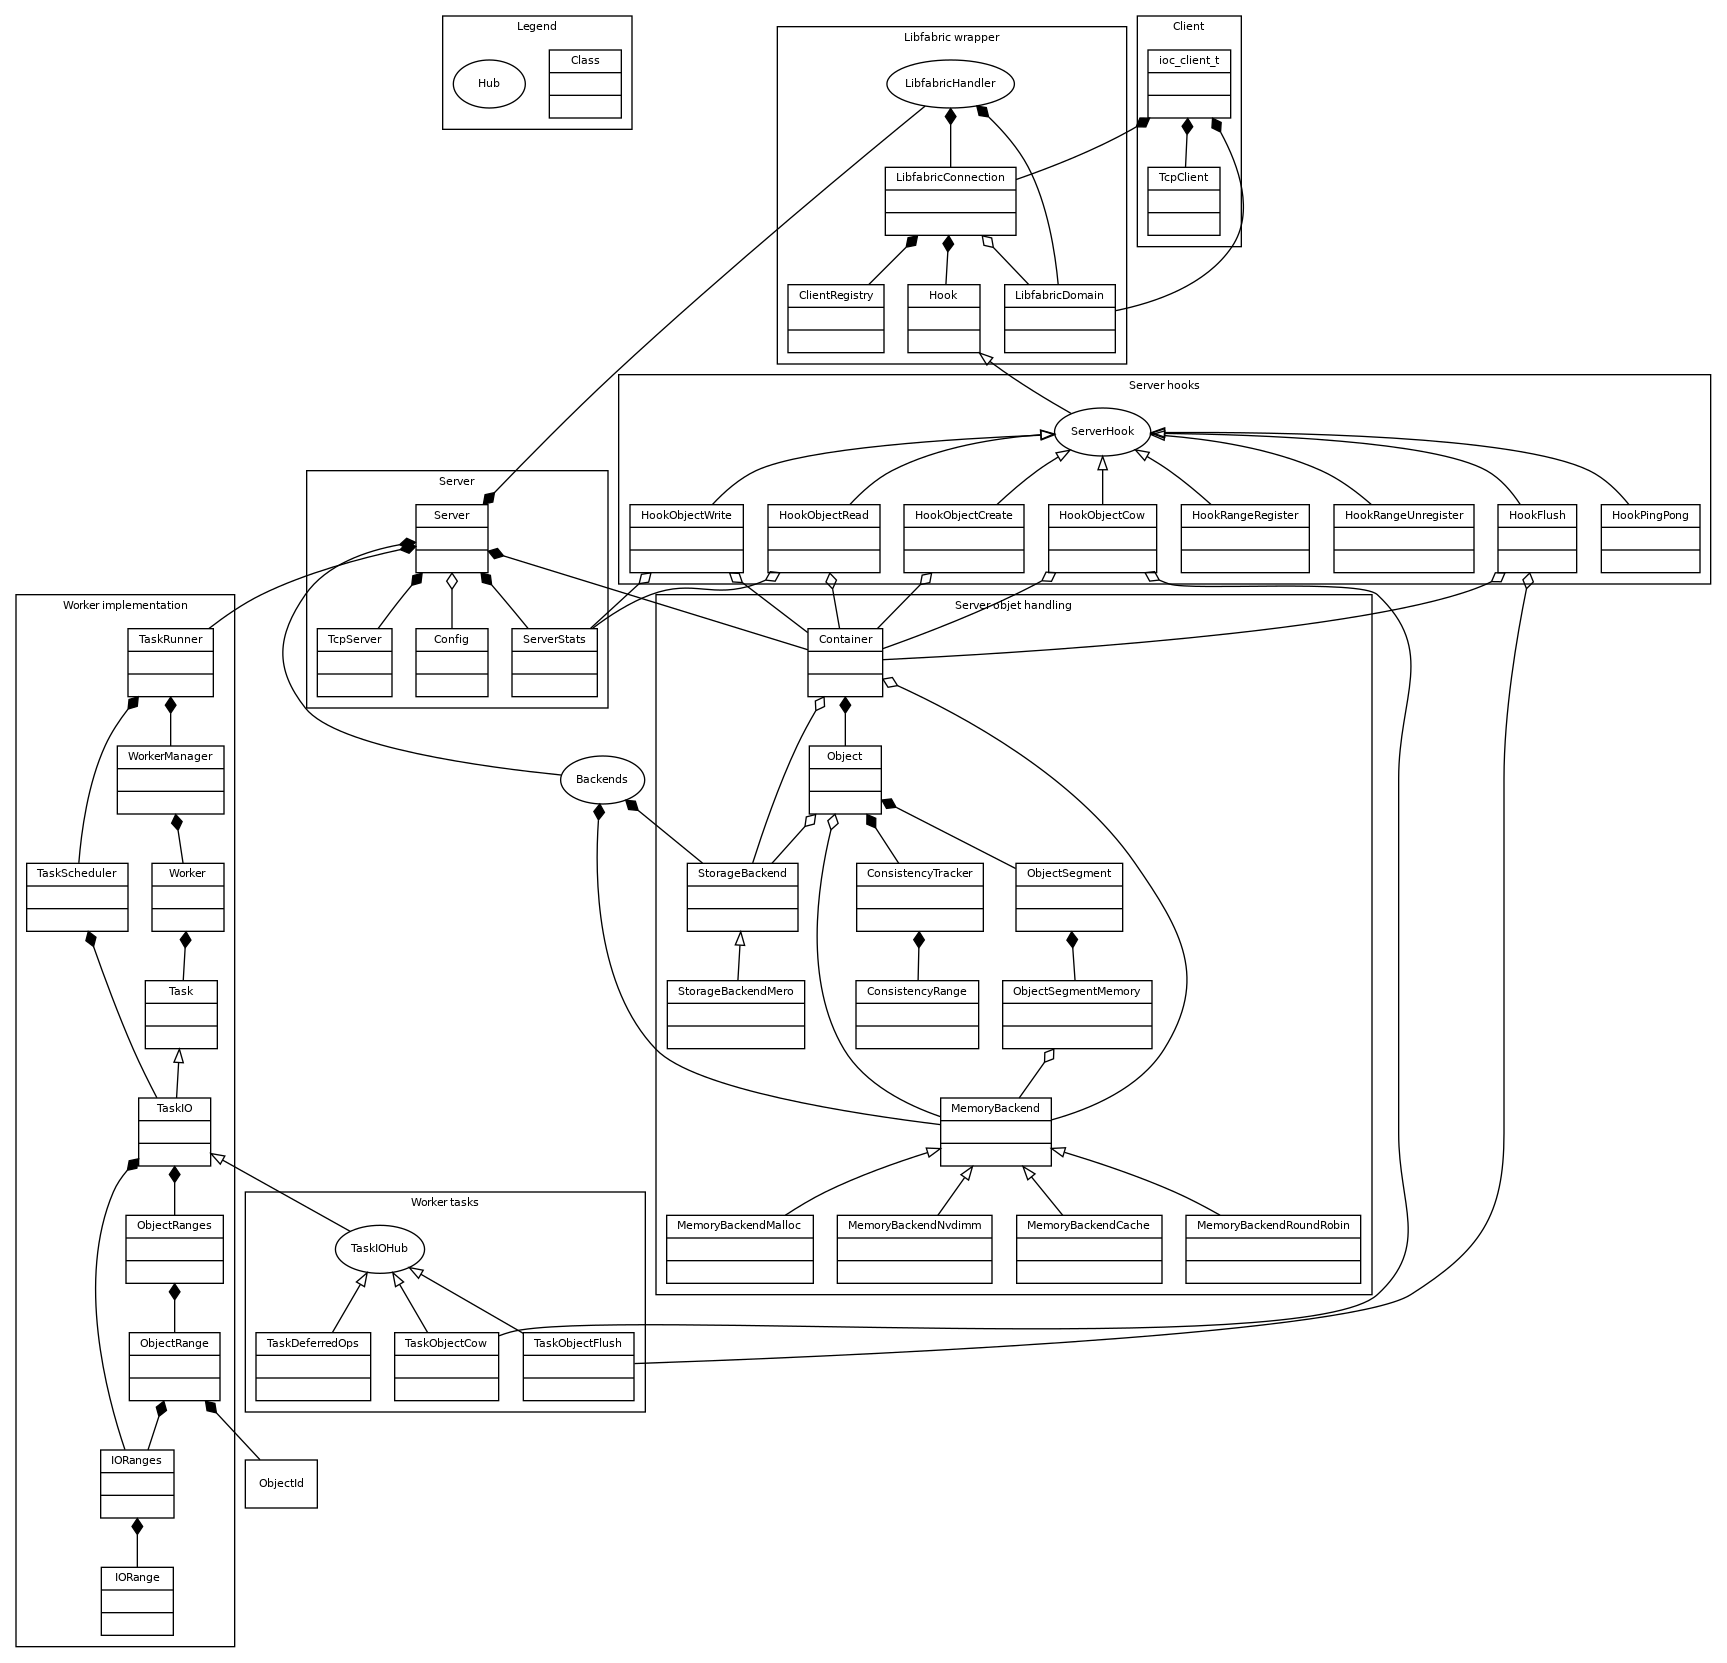 Legend
Hub
Class
Libfabric wrapper
LibfabricHandler
LibfabricConnection
ClientRegistry
Hook
LibfabricDomain
Client
ioc_client_t
TcpClient
Server hooks
ServerHook
HookObjectWrite
HookObjectRead
HookObjectCreate
HookObjectCow
HookRangeRegister
HookRangeUnregister
HookFlush
HookPingPong
Server
Server
TcpServer
Config
ServerStats
Worker implementation
TaskRunner
WorkerManager
TaskScheduler
Worker
Task
TaskIO
ObjectRanges
ObjectRange
IORanges
IORange
Server objet handling
Container
Object
Backends
StorageBackend
ConsistencyTracker
ObjectSegment
StorageBackendMero
ConsistencyRange
ObjectSegmentMemory
MemoryBackend
MemoryBackendMalloc
MemoryBackendNvdimm
MemoryBackendCache
MemoryBackendRoundRobin
Worker tasks
TaskIOHub
TaskDeferredOps
TaskObjectCow
TaskObjectFlush
ObjectId